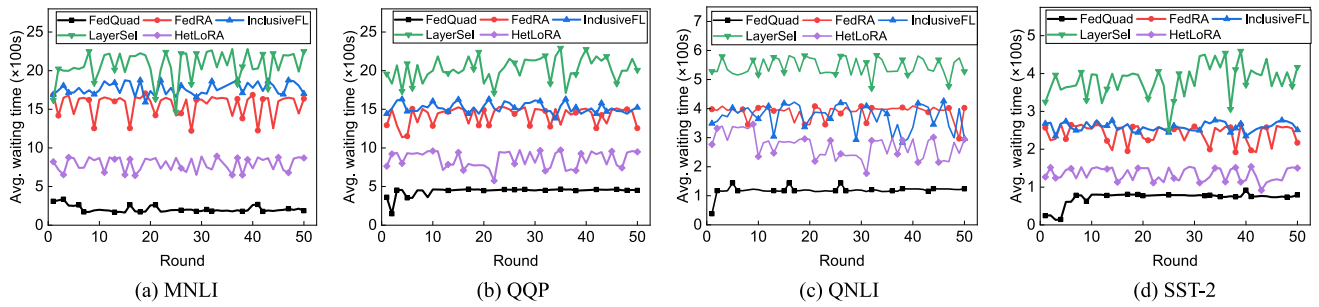 FedQuad FedRA InclusiveFL
LayerSel HetLoRA
Avg. waiting time (×100s)
25
20
15
10
5
0
0 10 20 30 40 50
Round
(a) MNLI
FedQuad FedRA InclusiveFL
LayerSel HetLoRA
Avg. waiting time (×100s)
25
20
15
10
5
0
0 10 20 30 40 50
Round
(b) QQP
FedQuad FedRA InclusiveFL
LayerSel HetLoRA
Avg. waiting time (×100s)
7
6
5
4
3
2
1
0
0 10 20 30 40 50
Round
(c) QNLI
FedQuad FedRA InclusiveFL
LayerSel HetLoRA
Avg. waiting time (×100s)
5
4
3
2
1
0
0 10 20 30 40 50
Round
(d) SST-2